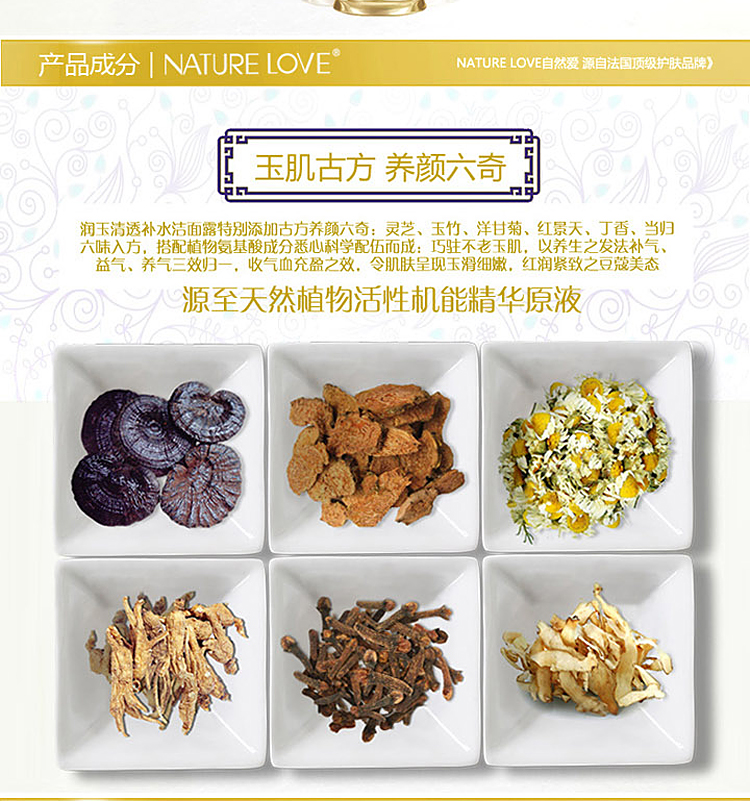 产品成分 | NATURE LOVE®
NATURE LOVE自然爱 源自法国顶级护肤品牌》
玉肌古方 养颜六奇
润玉清透补水洁面露特别添加古方养颜六奇：灵芝、玉竹、洋甘菊、红景天、丁香、当归
六味入方，搭配植物氨基酸成分悉心科学配伍而成；巧驻不老玉肌，以养生之发法补气、
益气、养气三效归一，收气血充盈之效，令肌肤呈现玉滑细嫩，红润紧致之豆蔻美态
源至天然植物活性机能精华原液